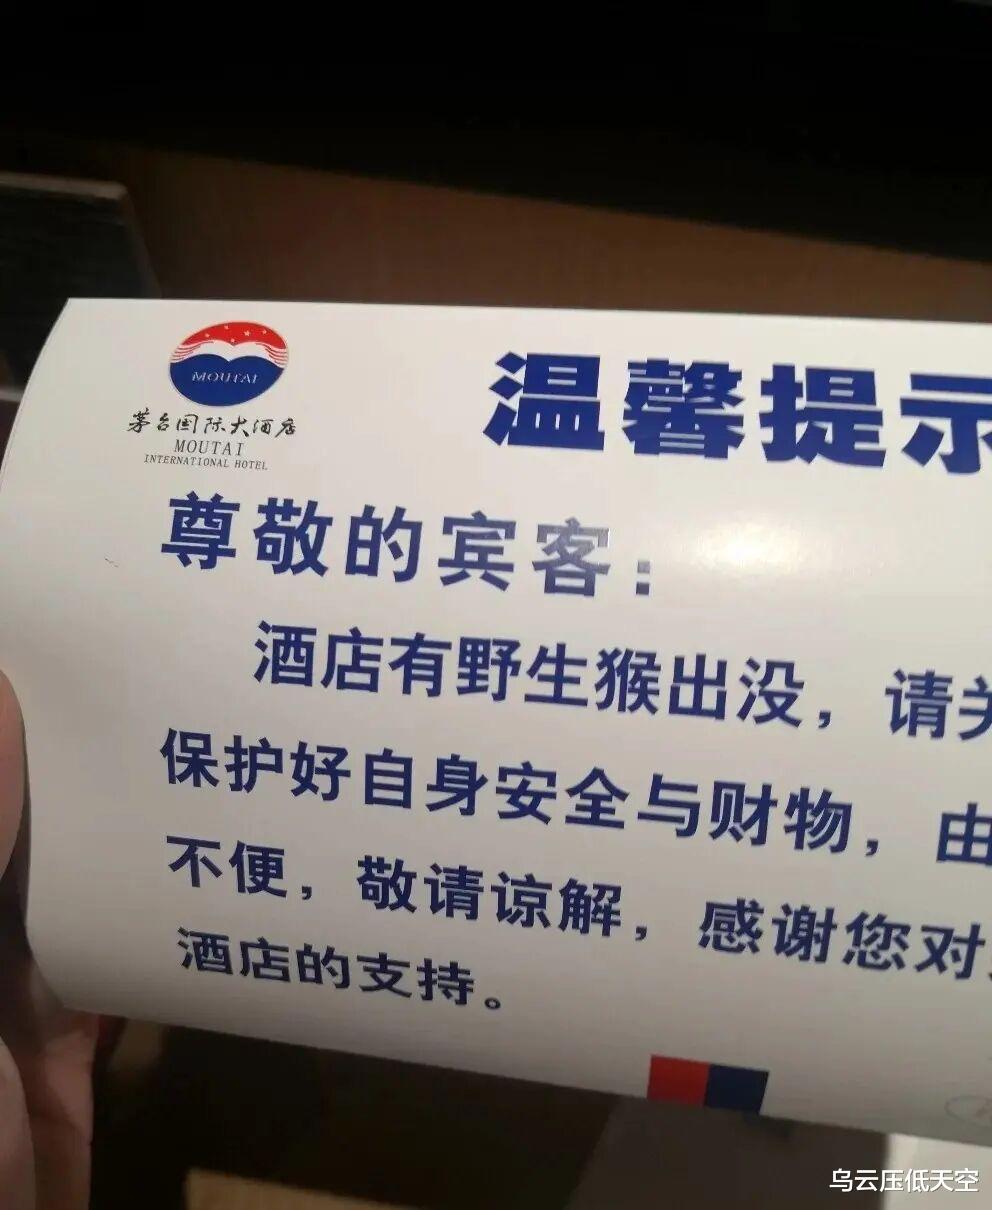 MOUTAI
茅台国际大酒店
MOUTAI
INTERNATIONAL HOTEL
温馨提示
尊敬的宾客：
酒店有野生猴出没，请关
保护好自身安全与财物，由
不便，敬请谅解，感谢您对
酒店的支持。
乌云压低天空